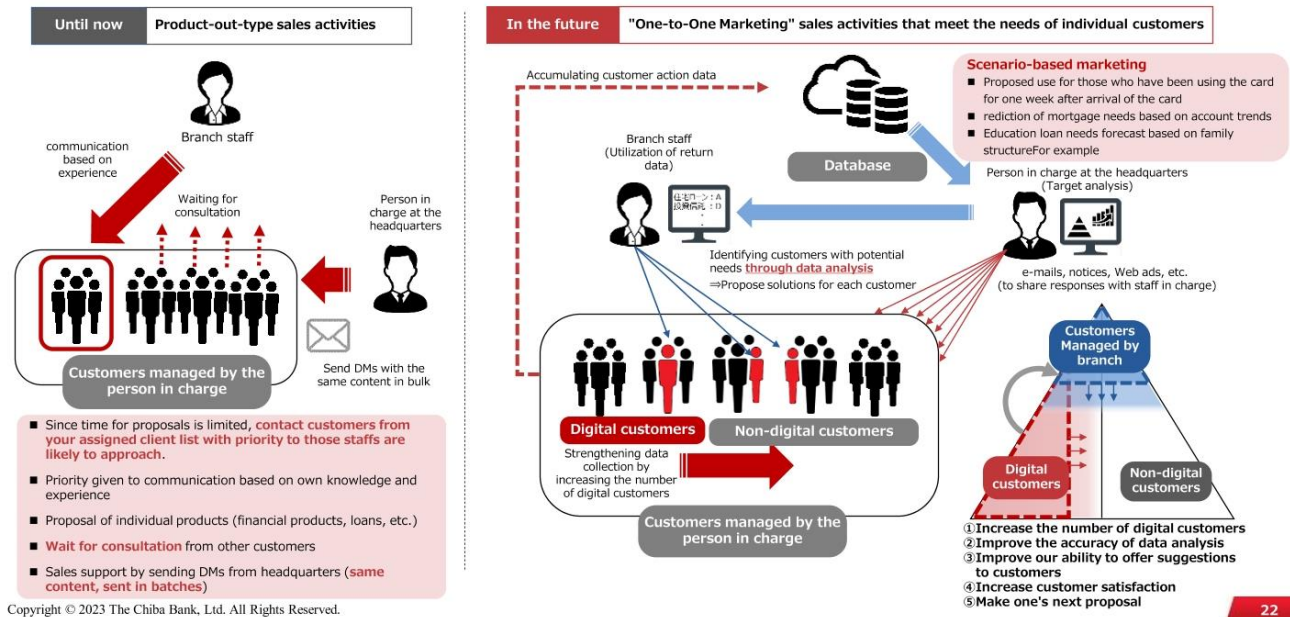 Until now
Product-out-type sales activities
Branch staff
communication
based on
experience
Waiting for
consultation
Person in
charge at the
headquarters
Customers managed by the
person in charge
Send DMs with the
same content in bulk
■ Since time for proposals is limited, contact customers from
your assigned client list with priority to those staffs are
likely to approach.
■ Priority given to communication based on own knowledge and
experience
■ Proposal of individual products (financial products, loans, etc.)
■ Wait for consultation from other customers
■ Sales support by sending DMs from headquarters (same
content, sent in batches)
In the future
"One-to-One Marketing" sales activities that meet the needs of individual customers
Accumulating customer action data
Database
Scenario-based marketing
■ Proposed use for those who have been using the card
for one week after arrival of the card
■ rediction of mortgage needs based on account trends
■ Education loan needs forecast based on family
structureFor example
Branch staff
(Utilization of return
data)
住宅ローン：A
投資信託：D
Person in charge at the headquarters
(Target analysis)
Identifying customers with potential
needs through data analysis
⇒Propose solutions for each customer
e-mails, notices, Web ads, etc.
(to share responses with staff in charge)
Digital customers
Non-digital customers
Strengthening data
collection by
increasing the number
of digital customers
Customers managed by the
person in charge
Customers
Managed by
branch
Digital
customers
Non-digital
customers
①Increase the number of digital customers
②Improve the accuracy of data analysis
③Improve our ability to offer suggestions
to customers
④Increase customer satisfaction
⑤Make one's next proposal
Copyright © 2023 The Chiba Bank, Ltd. All Rights Reserved.
22